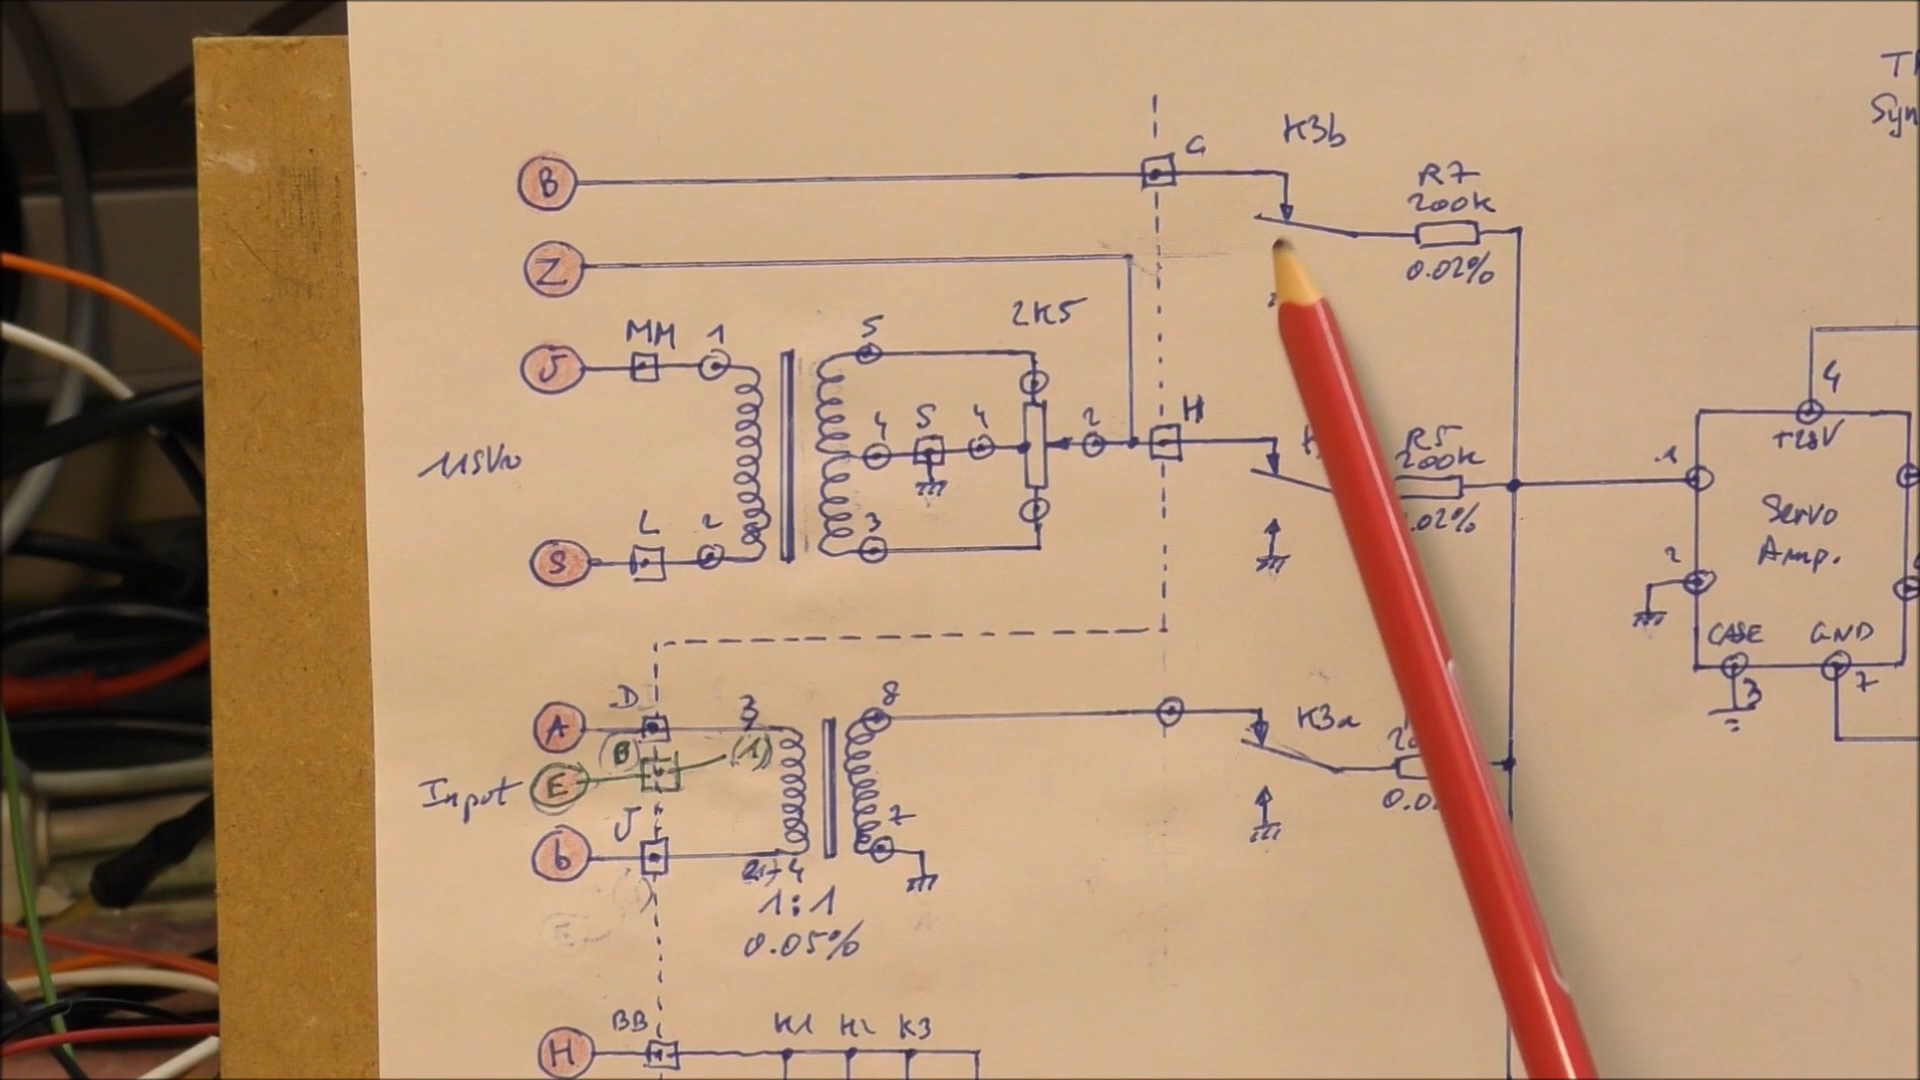 B
G
K3b
R7
200k
0.02%
Z
2K5
J
MM
1
5
115V~
4
S
4
2
H
R5
200k
.02%
S
L
2
3
4
+28V
1
Servo
Amp.
2
CASE
GND
3
7
A
D
3
8
K3a
Input
E
(B)
(1)
b
J
7
2+4
1:1
0.05%
H
BB
K1
K2
K3